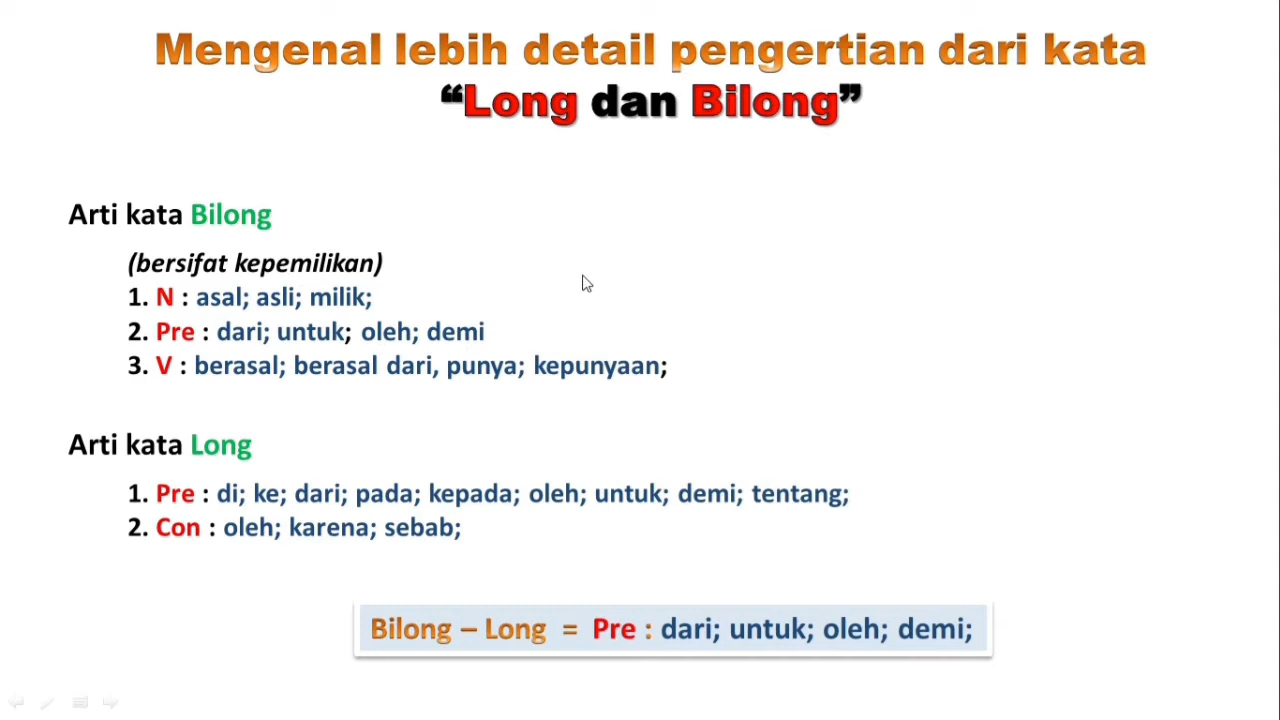 Mengenal lebih detail pengertian dari kata
“Long dan Bilong”
Arti kata Bilong
(bersifat kepemilikan)
1. N : asal; asli; milik;
2. Pre : dari; untuk; oleh; demi
3. V : berasal; berasal dari, punya; kepunyaan;
Arti kata Long
1. Pre : di; ke; dari; pada; kepada; oleh; untuk; demi; tentang;
2. Con : oleh; karena; sebab;
Bilong – Long = Pre : dari; untuk; oleh; demi;